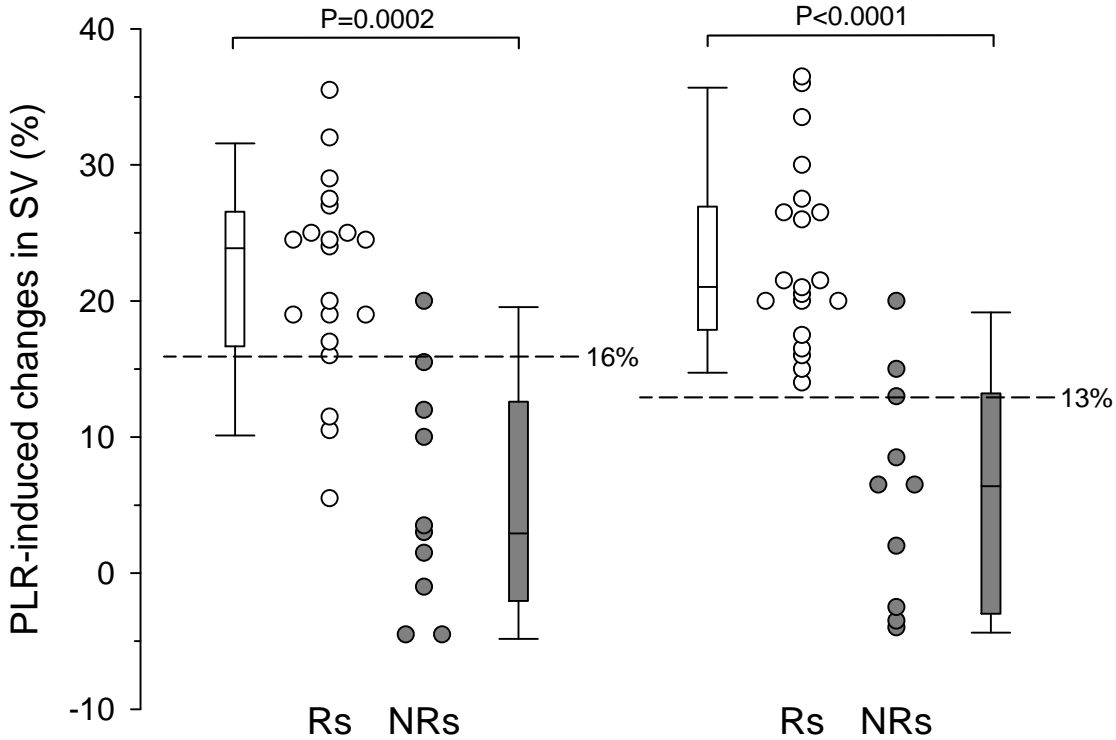 P=0.0002
P<0.0001
PLR-induced changes in SV (%)
40
30
20
10
0
-10
16%
13%
Rs NRs
Rs NRs